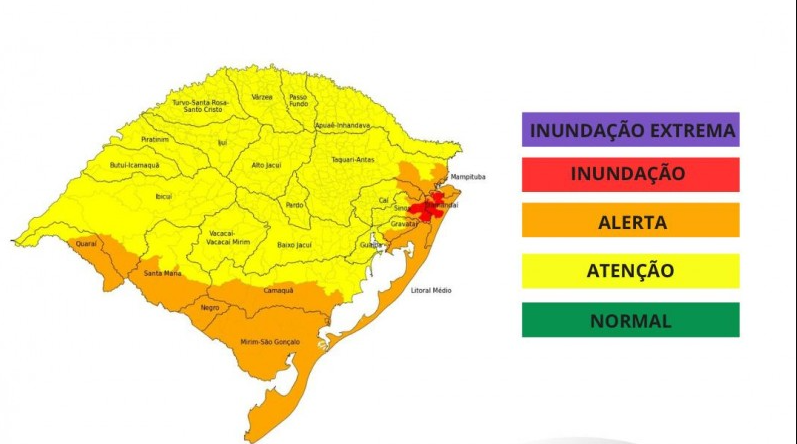 Turvo-Santa Rosa-
Santo Cristo
Várzea
Passo
Fundo
Apuaê-Inhandava
Piratinim
Ijuí
Butuí-Icamaquã
Alto Jacuí
Taquari-Antas
Mampituba
Ibicuí
Pardo
Caí
Sinos
Tramandaí
Gravataí
Vacacaí-
Vacacaí Mirim
Baixo Jacuí
Guaíba
Quaraí
Santa Maria
Camaquã
Litoral Médio
Negro
Mirim-São Gonçalo
INUNDAÇÃO EXTREMA
INUNDAÇÃO
ALERTA
ATENÇÃO
NORMAL